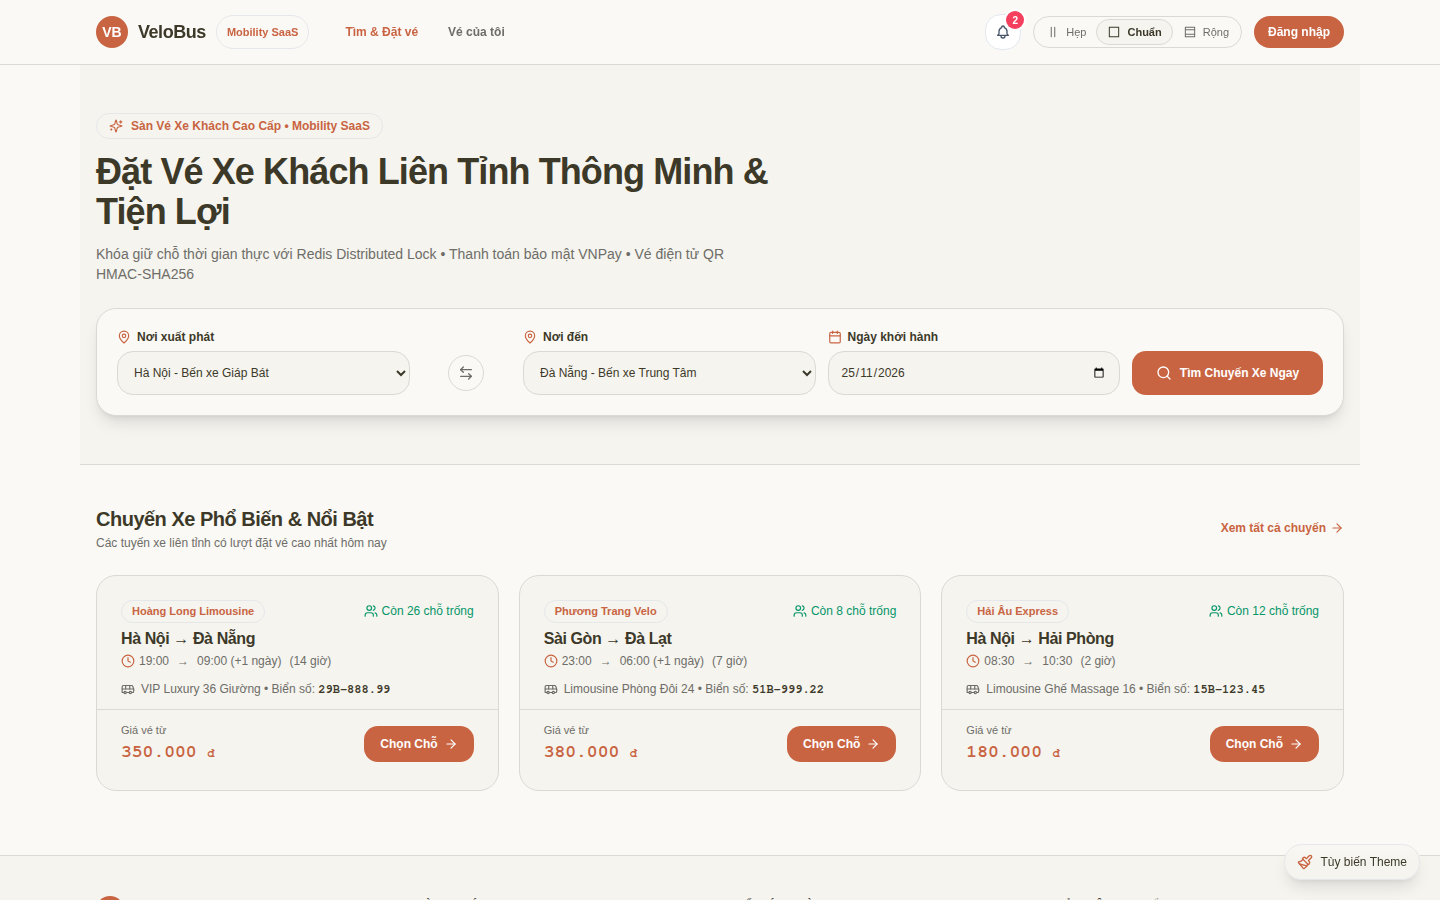 VB VeloBus Mobility SaaS Tìm & Đặt vé Vé của tôi 2 Hẹp Chuẩn Rộng Đăng nhập
Sàn Vé Xe Khách Cao Cấp • Mobility SaaS
Đặt Vé Xe Khách Liên Tỉnh Thông Minh &
Tiện Lợi
Khóa giữ chỗ thời gian thực với Redis Distributed Lock • Thanh toán bảo mật VNPay • Vé điện tử QR
HMAC-SHA256
Nơi xuất phát
Hà Nội - Bến xe Giáp Bát
Nơi đến
Đà Nẵng - Bến xe Trung Tâm
Ngày khởi hành
25/11/2026
Tìm Chuyến Xe Ngay
Chuyến Xe Phổ Biến & Nổi Bật
Các tuyến xe liên tỉnh có lượt đặt vé cao nhất hôm nay
Xem tất cả chuyến →
Hoàng Long Limousine Còn 26 chỗ trống
Hà Nội → Đà Nẵng
19:00 → 09:00 (+1 ngày) (14 giờ)
VIP Luxury 36 Giường • Biển số: 29B-888.99
Giá vé từ
350.000 đ
Chọn Chỗ →
Phương Trang Velo Còn 8 chỗ trống
Sài Gòn → Đà Lạt
23:00 → 06:00 (+1 ngày) (7 giờ)
Limousine Phòng Đôi 24 • Biển số: 51B-999.22
Giá vé từ
380.000 đ
Chọn Chỗ →
Hải Âu Express Còn 12 chỗ trống
Hà Nội → Hải Phòng
08:30 → 10:30 (2 giờ)
Limousine Ghế Massage 16 • Biển số: 15B-123.45
Giá vé từ
180.000 đ
Chọn Chỗ →
Tùy biến Theme